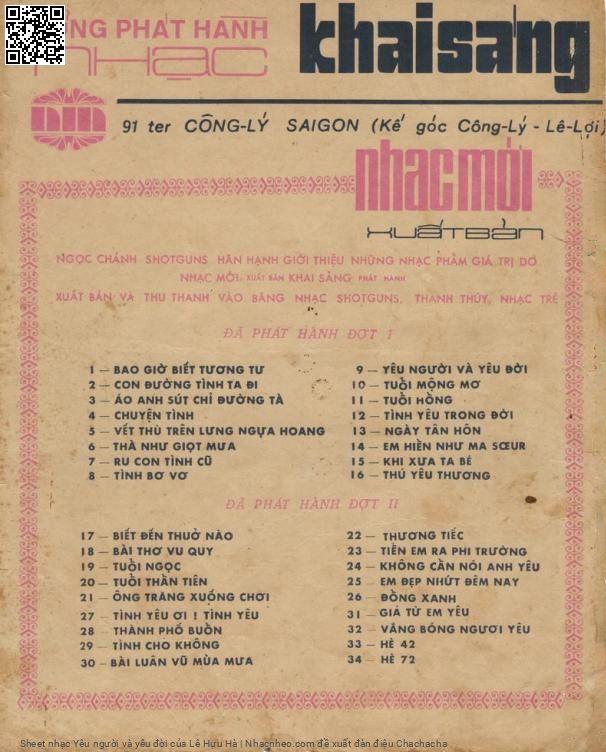 NG PHÁT HÀNH
NHẠC
khaisáng
nm
91 ter CÔNG-LÝ SAIGON (Kế góc Công-Lý - Lê-Lợi)
nhạcmới
XUẤTBẢN
NGỌC CHÁNH SHOTGUNS HÂN HẠNH GIỚI THIỆU NHỮNG NHẠC PHẨM GIÁ TRỊ DO
NHẠC MỚI XUẤT BẢN KHAI SÁNG PHÁT HÀNH
XUẤT BẢN VÀ THU THANH VÀO BĂNG NHẠC SHOTGUNS, THANH THÚY, NHẠC TRẺ
ĐÃ PHÁT HÀNH ĐỢT I
1 — BAO GIỜ BIẾT TƯƠNG TƯ
2 — CON ĐƯỜNG TÌNH TA ĐI
3 — ÁO ANH SÚT CHỈ ĐƯỜNG TÀ
4 — CHUYỆN TÌNH
5 — VẾT THÙ TRÊN LƯNG NGỰA HOANG
6 — THÀ NHƯ GIỌT MƯA
7 — RU CON TÌNH CŨ
8 — TÌNH BƠ VƠ
9 — YÊU NGƯỜI VÀ YÊU ĐỜI
10 — TUỔI MỘNG MƠ
11 — TUỔI HỒNG
12 — TÌNH YÊU TRONG ĐỜI
13 — NGÀY TÂN HÔN
14 — EM HIỀN NHƯ MA SŒUR
15 — KHI XƯA TA BÉ
16 — THÚ YÊU THƯƠNG
ĐÃ PHÁT HÀNH ĐỢT II
17 — BIẾT ĐẾN THUỞ NÀO
18 — BÀI THƠ VU QUY
19 — TUỔI NGỌC
20 — TUỔI THẦN TIÊN
21 — ÔNG TRĂNG XUỐNG CHƠI
27 — TÌNH YÊU ƠI ! TÌNH YÊU
28 — THÀNH PHỐ BUỒN
29 — TÌNH CHO KHÔNG
30 — BÀI LUÂN VŨ MÙA MƯA
22 — THƯƠNG TIẾC
23 — TIỄN EM RA PHI TRƯỜNG
24 — KHÔNG CẦN NÓI ANH YÊU
25 — EM ĐẸP NHỨT ĐÊM NAY
26 — ĐỒNG XANH
31 — GIÃ TỪ EM YÊU
32 — VẮNG BÓNG NGƯƠI YÊU
33 — HÈ 42
34 — HÈ 72
Sheet nhạc Yêu người và yêu đời của Lê Hựu Hà | Nhacnheo.com đề xuất đàn điệu Chachacha